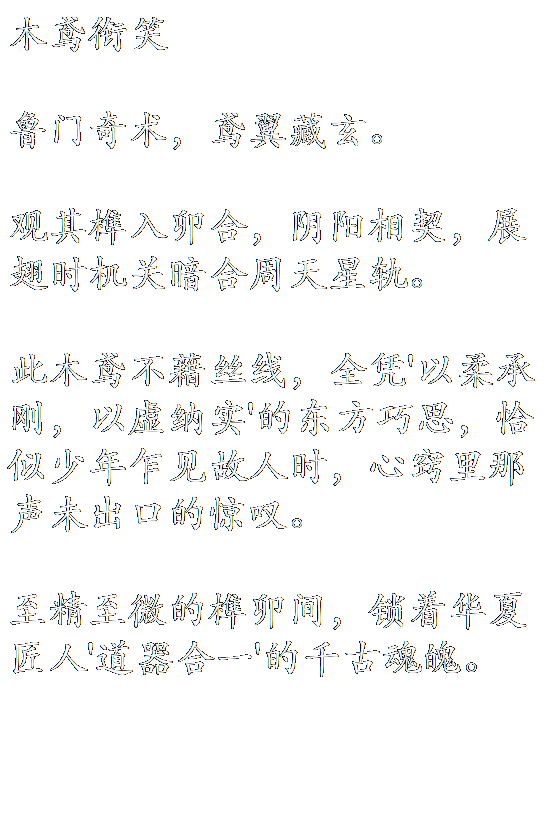 木鸢衔笑
鲁门奇术，鸢翼藏玄。
观其榫入卯合，阴阳相契，展
翅时机关暗合周天星轨。
此木鸢不藉丝线，全凭'以柔承
刚，以虚纳实'的东方巧思，恰
似少年乍见故人时，心窍里那
声未出口的惊叹。
至精至微的榫卯间，锁着华夏
匠人'道器合一'的千古魂魄。